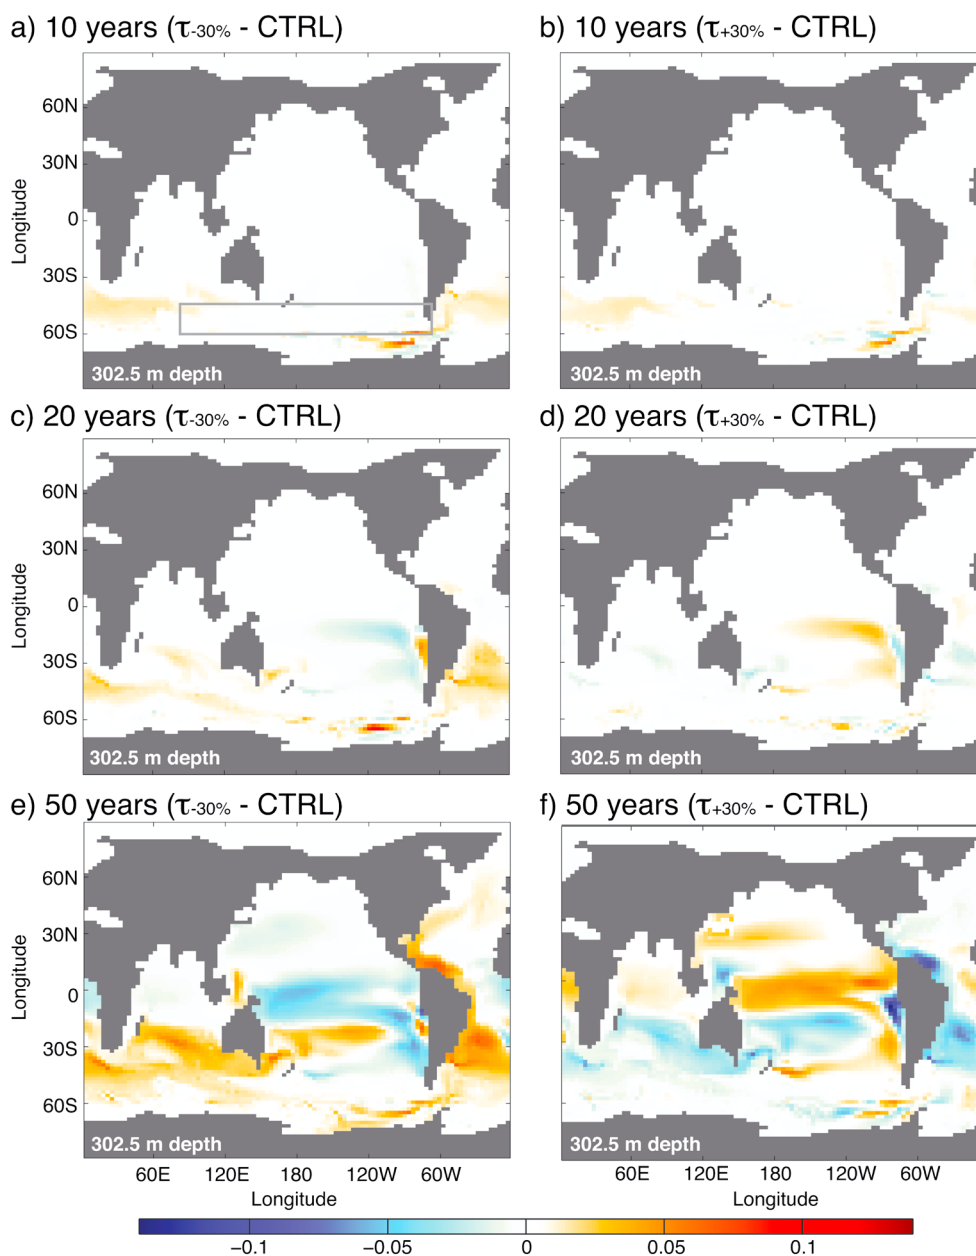 a) 10 years (τ-30% - CTRL)
b) 10 years (τ+30% - CTRL)
60N
30N
0
30S
60S
Longitude
302.5 m depth
302.5 m depth
c) 20 years (τ-30% - CTRL)
d) 20 years (τ+30% - CTRL)
60N
30N
0
30S
60S
Longitude
302.5 m depth
302.5 m depth
e) 50 years (τ-30% - CTRL)
f) 50 years (τ+30% - CTRL)
60N
30N
0
30S
60S
Longitude
302.5 m depth
302.5 m depth
60E 120E 180 120W 60W
60E 120E 180 120W 60W
Longitude
Longitude
−0.1 −0.05 0 0.05 0.1